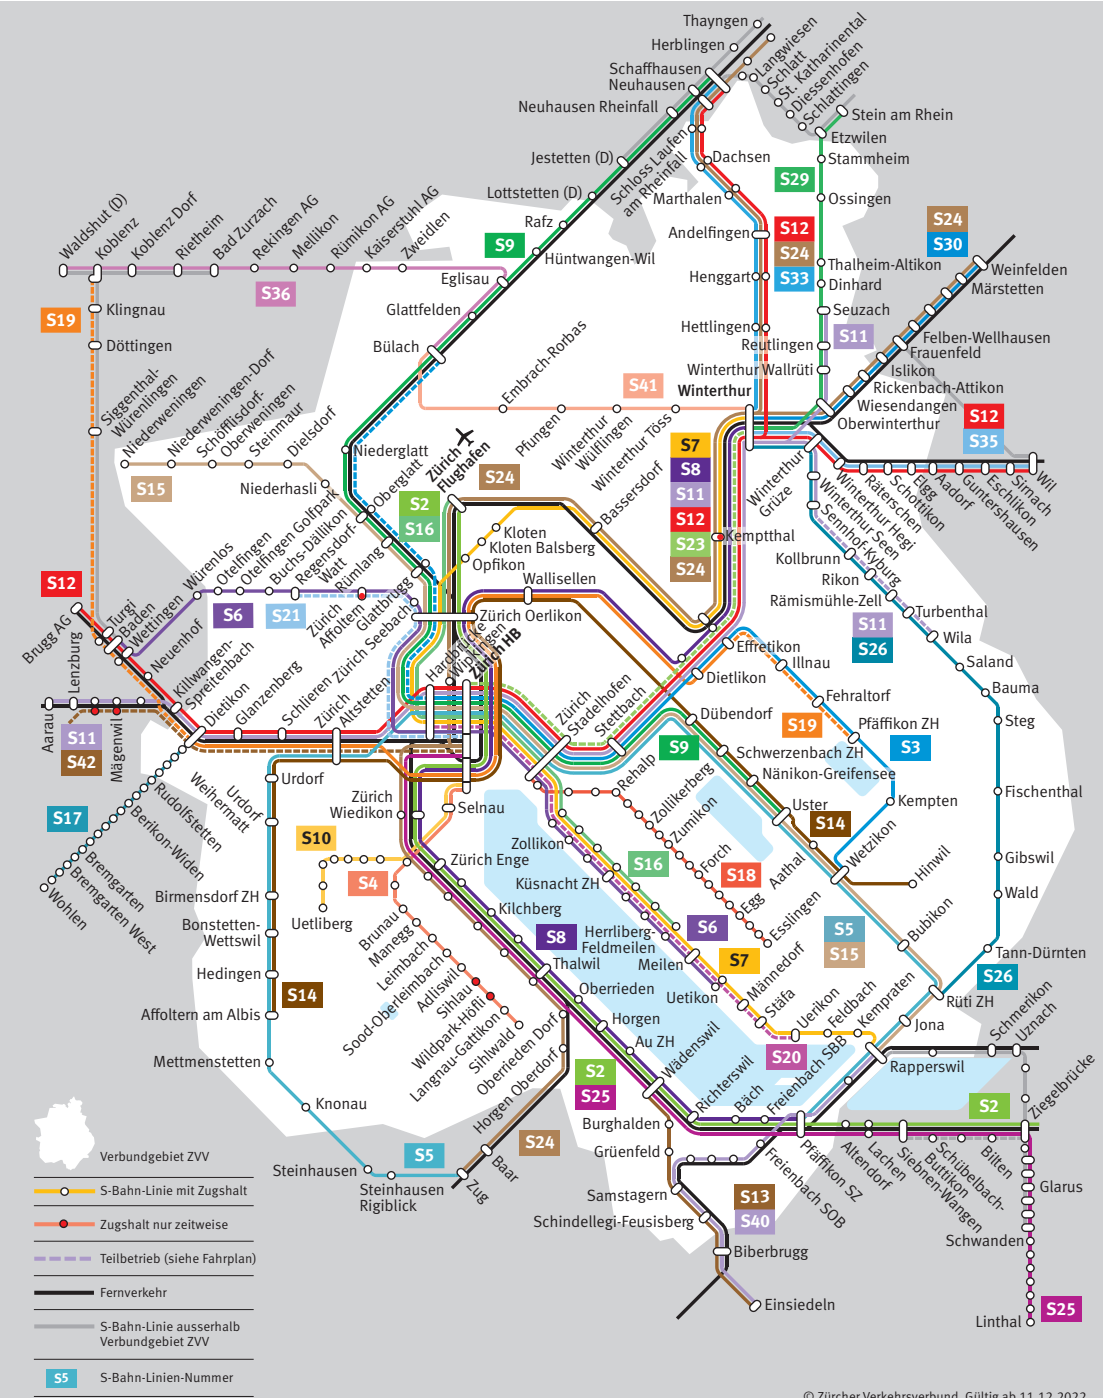 Thayngen
Herblingen
Schaffhausen
Neuhausen
Neuhausen Rheinfall
Langwiesen
Schlatt
St. Katharinental
Diessenhofen
Schlattingen
Stein am Rhein
Etzwilen
Stammheim
Jestetten (D)
Schloss Laufen
am Rheinfall
Dachsen
S29
Lottstetten (D)
Marthalen
Ossingen
Rafz
S9
Hüntwangen-Wil
Andelfingen
S12
S24
S33
S24
S30
Waldshut (D)
Koblenz
Koblenz Dorf
Rietheim
Bad Zurzach
Rekingen AG
Mellikon
Rümikon AG
Kaiserstuhl AG
Zweidlen
Eglisau
S36
Henggart
Thalheim-Altikon
Dinhard
Weinfelden
Märstetten
Glattfelden
Seuzach
S19
Klingnau
Hettlingen
Reutlingen
S11
Felben-Wellhausen
Frauenfeld
Döttingen
Bülach
Embrach-Rorbas
Winterthur Wallrüti
Islikon
Rickenbach-Attikon
Wiesendangen
Oberwinterthur
S41
Winterthur
Siggenthal-
Würenlingen
Niederweningen
Niederweningen-Dorf
Schöfflisdorf-
Oberweningen
Steinmaur
Dielsdorf
Niederglatt
Pfungen
Winterthur
Wülflingen
Winterthur Töss
S12
S35
Wil
S15
Niederhasli
Oberglatt
Zürich
Flughafen
S24
Bassersdorf
S7
S8
S11
S12
S23
S24
Kemptthal
Winterthur
Grüze
Winterthur Hegi
Räterschen
Schottikon
Elgg
Aadorf
Guntershausen
Eschlikon
Sirnach
S2
S16
Kloten
Kloten Balsberg
Opfikon
Winterthur Seen
Sennhof-Kyburg
Kollbrunn
Rikon
Rämismühle-Zell
Turbenthal
Wila
Saland
Bauma
Steg
S11
S26
Würenlos
Otelfingen
Otelfingen Golfpark
Buchs-Dällikon
Regensdorf-
Watt
Rümlang
Zürich
Affoltern
Glattbrugg
Zürich Seebach
S6
S21
Wallisellen
Zürich Oerlikon
S12
Brugg AG
Turgi
Baden
Wettingen
Neuenhof
Killwangen-
Spreitenbach
Dietikon
Glanzenberg
Schlieren
Zürich
Altstetten
Hardbrücke
Wipkingen
Zürich HB
Effretikon
Illnau
Dietlikon
Fehraltorf
S19
Pfäffikon ZH
S3
Lenzburg
Aarau
S11
S42
Mägenwil
Zürich
Stadelhofen
Stettbach
Dübendorf
S9
Schwerzenbach ZH
Nänikon-Greifensee
Uster
S14
Kempten
Fischenthal
Gibswil
Wald
Aathal
Wetzikon
Hinwil
Bubikon
Tann-Dürnten
S26
Rüti ZH
S17
Rudolfstetten
Berikon-Widen
Bremgarten
Bremgarten West
Wohlen
Urdorf
Urdorf
Weihermatt
Birmensdorf ZH
Bonstetten-
Wettswil
Hedingen
S14
Affoltern am Albis
Mettmenstetten
Knonau
Zürich
Wiedikon
Selnau
S10
S4
Uetliberg
Zürich Enge
Rehalp
Zollikerberg
Zumikon
Forch
S18
Egg
Esslingen
Zollikon
Küsnacht ZH
S16
S6
S7
S5
S15
Brunau
Manegg
Leimbach
Sood-Oberleimbach
Adliswil
Sihlau
Wildpark-Höfli
Langnau-Gattikon
Sihlwald
Kilchberg
S8
Thalwil
Herrliberg-
Feldmeilen
Meilen
Uetikon
Männedorf
Stäfa
S20
Uerikon
Feldbach
Kempraten
Jona
Rapperswil
Schmerikon
Uznach
Ziegelbrücke
Oberrieden
Oberrieden Dorf
Horgen
Horgen Oberdorf
Au ZH
Wädenswil
Richterswil
Bäch
Freienbach SBB
S2
S25
S24
Baar
Zug
S5
Steinhausen
Steinhausen
Rigiblick
Burghalden
Grüenfeld
Samstagern
Schindellegi-Feusisberg
Biberbrugg
Einsiedeln
S13
S40
Freienbach SOB
Pfäffikon SZ
Altendorf
Lachen
Siebnen-Wangen
Schübelbach-
Buttikon
Bilten
S2
Glarus
Schwanden
Linthal
S25
Verbundgebiet ZVV
S-Bahn-Linie mit Zugshalt
Zugshalt nur zeitweise
Teilbetrieb (siehe Fahrplan)
Fernverkehr
S-Bahn-Linie ausserhalb
Verbundgebiet ZVV
S5
S-Bahn-Linien-Nummer
© Zürcher Verkehrsverbund. Gültig ab 11.12.2022